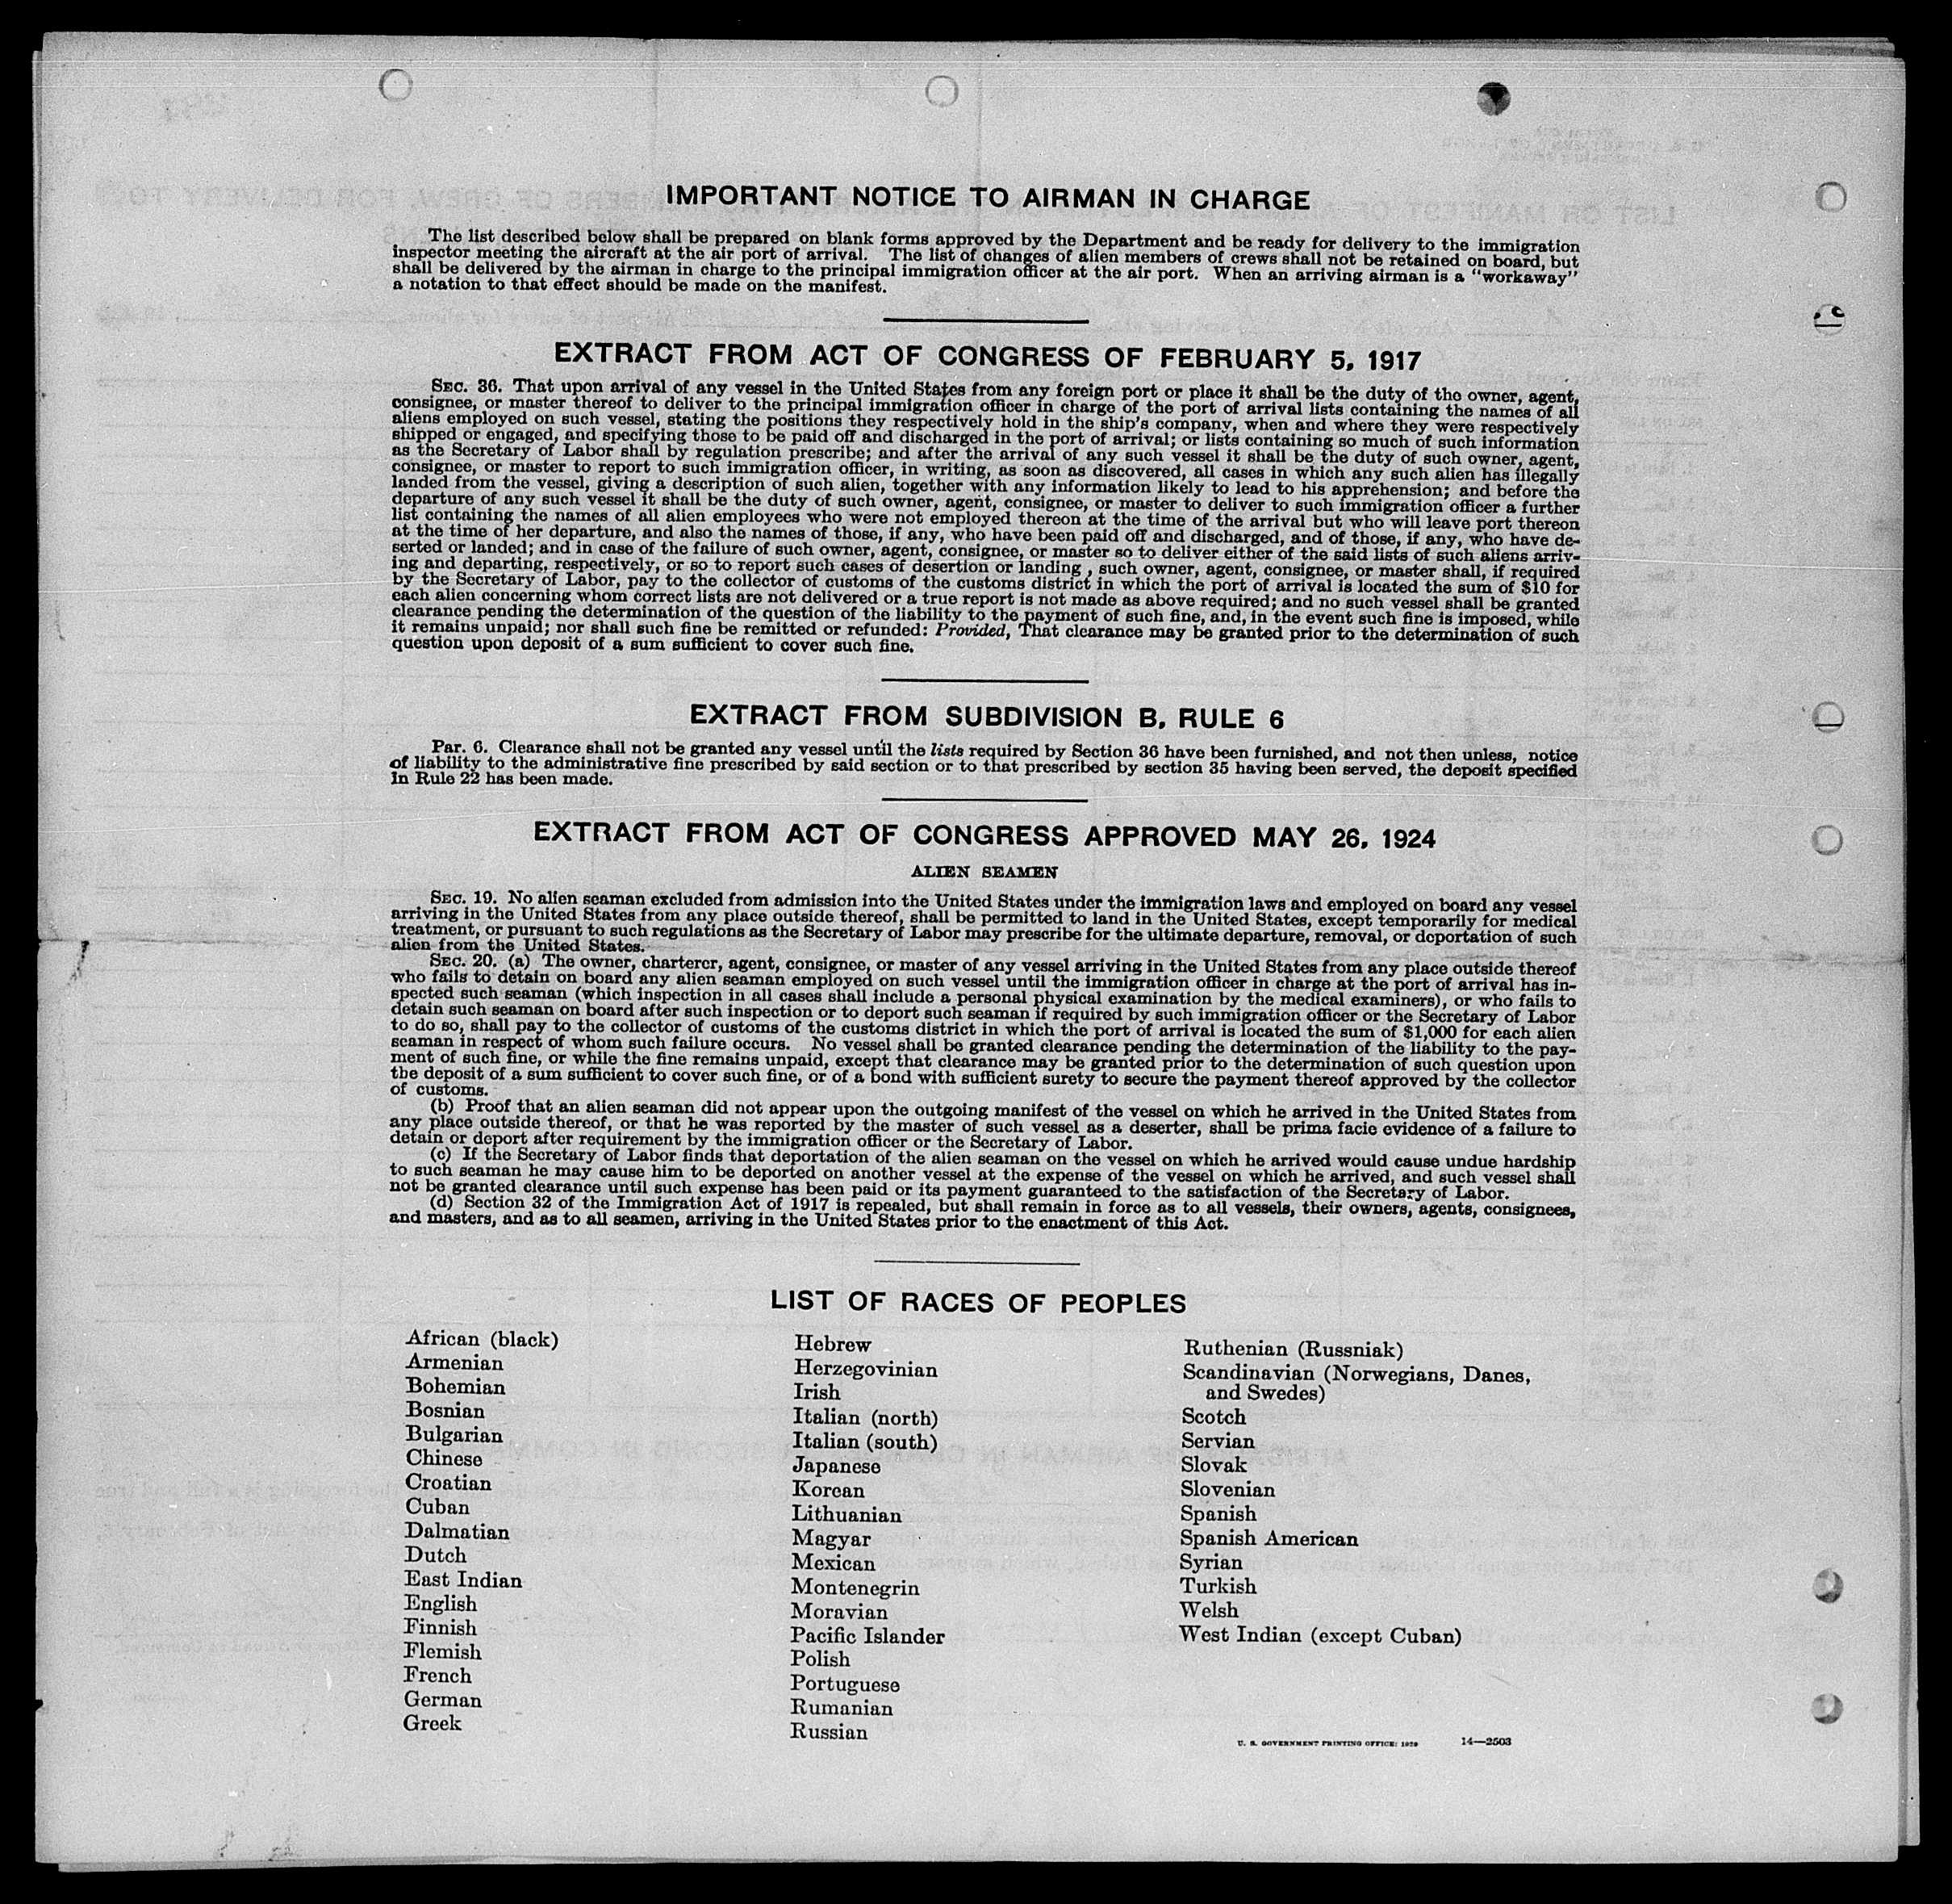 IMPORTANT NOTICE TO AIRMAN IN CHARGE
The list described below shall be prepared on blank forms approved by the Department and be ready for delivery to the immigration
inspector meeting the aircraft at the air port of arrival. The list of changes of alien members of crews shall not be retained on board, but
shall be delivered by the airman in charge to the principal immigration officer at the air port. When an arriving airman is a "workaway"
a notation to that effect should be made on the manifest.
EXTRACT FROM ACT OF CONGRESS OF FEBRUARY 5, 1917
SEC. 36. That upon arrival of any vessel in the United States from any foreign port or place it shall be the duty of the owner, agent,
consignee, or master thereof to deliver to the principal immigration officer in charge of the port of arrival lists containing the names of all
aliens employed on such vessel, stating the positions they respectively hold in the ship's company, when and where they were respectively
shipped or engaged, and specifying those to be paid off and discharged in the port of arrival; or lists containing so much of such information
as the Secretary of Labor shall by regulation prescribe; and after the arrival of any such vessel it shall be the duty of such owner, agent,
consignee, or master to report to such immigration officer, in writing, as soon as discovered, all cases in which any such alien has illegally
landed from the vessel, giving a description of such alien, together with any information likely to lead to his apprehension; and before the
departure of any such vessel it shall be the duty of such owner, agent, consignee, or master to deliver to such immigration officer a further
list containing the names of all alien employees who were not employed thereon at the time of the arrival but who will leave port thereon
at the time of her departure, and also the names of those, if any, who have been paid off and discharged, and of those, if any, who have de-
serted or landed; and in case of the failure of such owner, agent, consignee, or master so to deliver either of the said lists of such aliens arriv-
ing and departing, respectively, or so to report such cases of desertion or landing , such owner, agent, consignee, or master shall, if required
by the Secretary of Labor, pay to the collector of customs of the customs district in which the port of arrival is located the sum of $10 for
each alien concerning whom correct lists are not delivered or a true report is not made as above required; and no such vessel shall be granted
clearance pending the determination of the question of the liability to the payment of such fine, and, in the event such fine is imposed, while
it remains unpaid; nor shall such fine be remitted or refunded: Provided, That clearance may be granted prior to the determination of such
question upon deposit of a sum sufficient to cover such fine.
EXTRACT FROM SUBDIVISION B, RULE 6
Par. 6. Clearance shall not be granted any vessel until the lists required by Section 36 have been furnished, and not then unless, notice
of liability to the administrative fine prescribed by said section or to that prescribed by section 35 having been served, the deposit specified
in Rule 22 has been made.
EXTRACT FROM ACT OF CONGRESS APPROVED MAY 26, 1924
ALIEN SEAMEN
SEC. 19. No alien seaman excluded from admission into the United States under the immigration laws and employed on board any vessel
arriving in the United States from any place outside thereof, shall be permitted to land in the United States, except temporarily for medical
treatment, or pursuant to such regulations as the Secretary of Labor may prescribe for the ultimate departure, removal, or deportation of such
alien from the United States.
SEC. 20. (a) The owner, charterer, agent, consignee, or master of any vessel arriving in the United States from any place outside thereof
who fails to detain on board any alien seaman employed on such vessel until the immigration officer in charge at the port of arrival has in-
spected such seaman (which inspection in all cases shall include a personal physical examination by the medical examiners), or who fails to
detain such seaman on board after such inspection or to deport such seaman if required by such immigration officer or the Secretary of Labor
to do so, shall pay to the collector of customs of the customs district in which the port of arrival is located the sum of $1,000 for each alien
seaman in respect of whom such failure occurs. No vessel shall be granted clearance pending the determination of the liability to the pay-
ment of such fine, or while the fine remains unpaid, except that clearance may be granted prior to the determination of such question upon
the deposit of a sum sufficient to cover such fine, or of a bond with sufficient surety to secure the payment thereof approved by the collector
of customs.
(b) Proof that an alien seaman did not appear upon the outgoing manifest of the vessel on which he arrived in the United States from
any place outside thereof, or that he was reported by the master of such vessel as a deserter, shall be prima facie evidence of a failure to
detain or deport after requirement by the immigration officer or the Secretary of Labor.
(c) If the Secretary of Labor finds that deportation of the alien seaman on the vessel on which he arrived would cause undue hardship
to such seaman he may cause him to be deported on another vessel at the expense of the vessel on which he arrived, and such vessel shall
not be granted clearance until such expense has been paid or its payment guaranteed to the satisfaction of the Secretary of Labor.
(d) Section 32 of the Immigration Act of 1917 is repealed, but shall remain in force as to all vessels, their owners, agents, consignees,
and masters, and as to all seamen, arriving in the United States prior to the enactment of this Act.
LIST OF RACES OF PEOPLES
African (black)
Armenian
Bohemian
Bosnian
Bulgarian
Chinese
Croatian
Cuban
Dalmatian
Dutch
East Indian
English
Finnish
Flemish
French
German
Greek
Hebrew
Herzegovinian
Irish
Italian (north)
Italian (south)
Japanese
Korean
Lithuanian
Magyar
Mexican
Montenegrin
Moravian
Pacific Islander
Polish
Portuguese
Rumanian
Russian
Ruthenian (Russniak)
Scandinavian (Norwegians, Danes,
and Swedes)
Scotch
Servian
Slovak
Slovenian
Spanish
Spanish American
Syrian
Turkish
Welsh
West Indian (except Cuban)
U. S. GOVERNMENT PRINTING OFFICE: 1929 14—2503